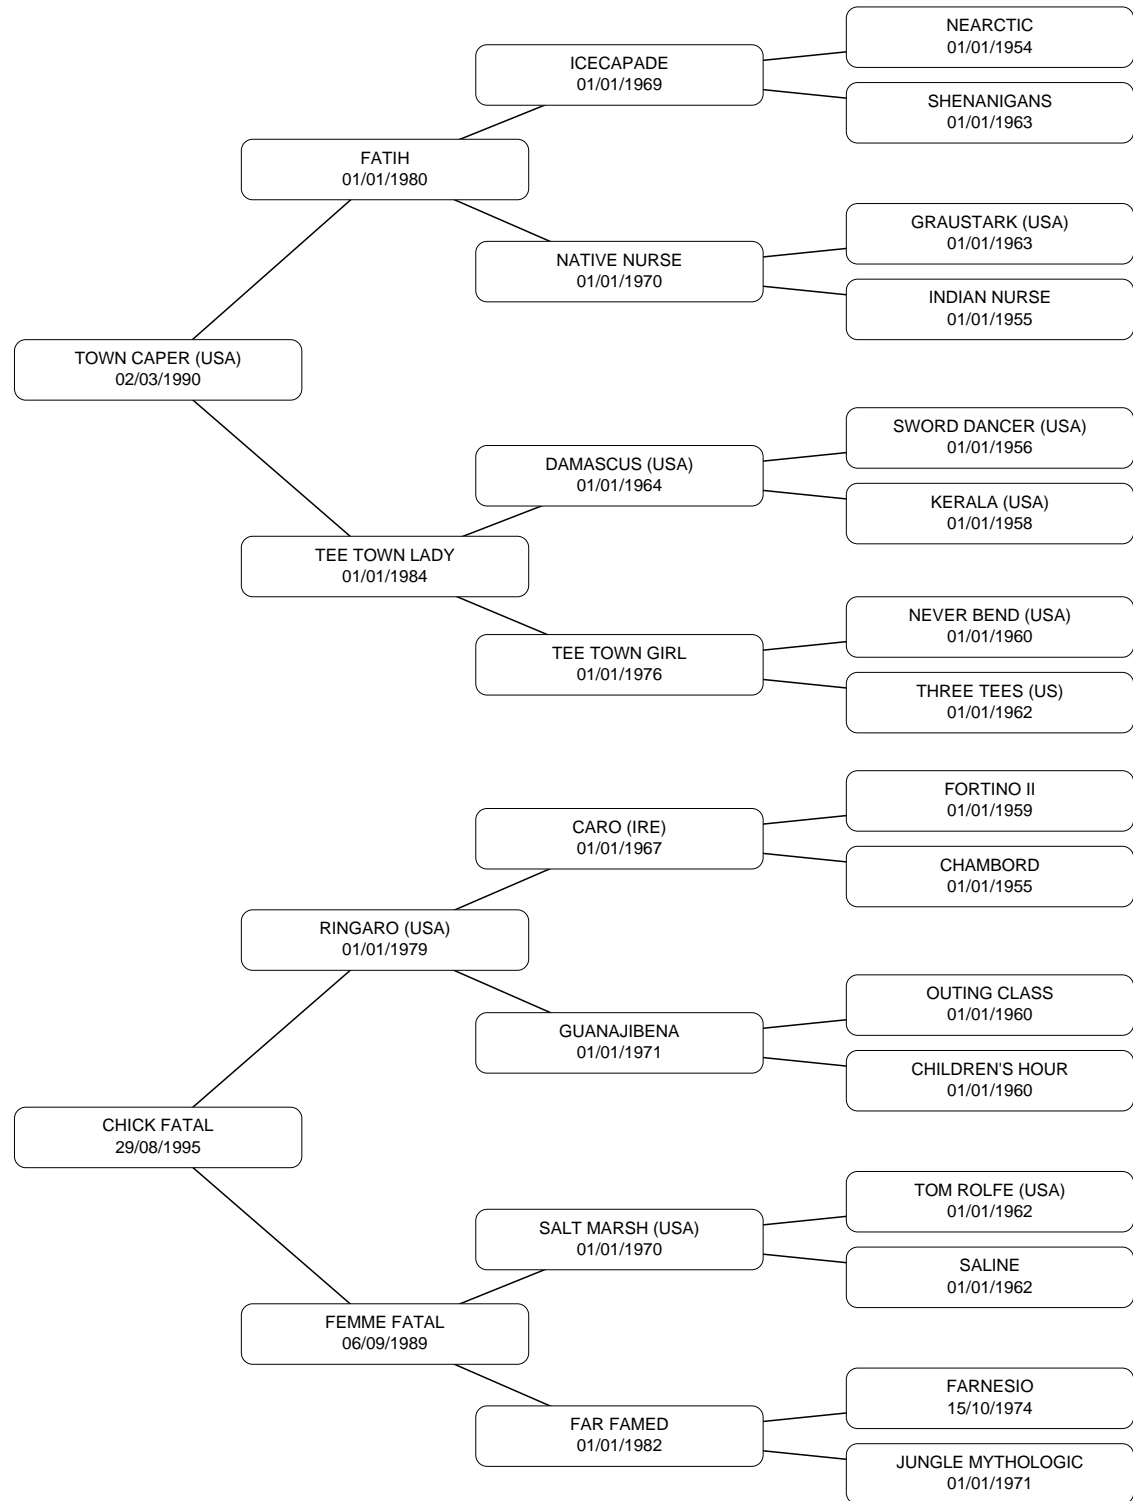 NEARCTIC
01/01/1954
ICECAPADE
01/01/1969
SHENANIGANS
01/01/1963
FATIH
01/01/1980
GRAUSTARK (USA)
01/01/1963
NATIVE NURSE
01/01/1970
INDIAN NURSE
01/01/1955
TOWN CAPER (USA)
02/03/1990
SWORD DANCER (USA)
01/01/1956
DAMASCUS (USA)
01/01/1964
KERALA (USA)
01/01/1958
TEE TOWN LADY
01/01/1984
NEVER BEND (USA)
01/01/1960
TEE TOWN GIRL
01/01/1976
THREE TEES (US)
01/01/1962
FORTINO II
01/01/1959
CARO (IRE)
01/01/1967
CHAMBORD
01/01/1955
RINGARO (USA)
01/01/1979
OUTING CLASS
01/01/1960
GUANAJIBENA
01/01/1971
CHILDREN'S HOUR
01/01/1960
CHICK FATAL
29/08/1995
TOM ROLFE (USA)
01/01/1962
SALT MARSH (USA)
01/01/1970
SALINE
01/01/1962
FEMME FATAL
06/09/1989
FARNESIO
15/10/1974
FAR FAMED
01/01/1982
JUNGLE MYTHOLOGIC
01/01/1971